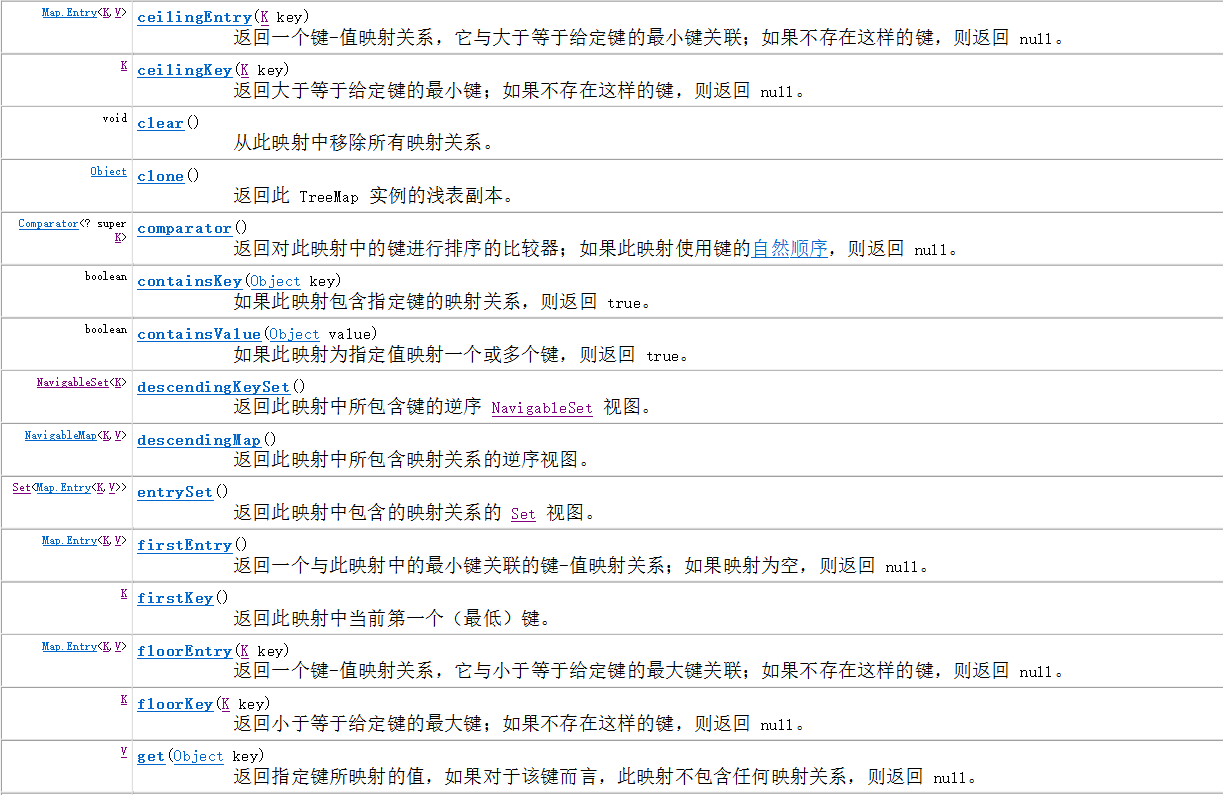 Map.Entry<K,V> ceilingEntry(K key)
返回一个键-值映射关系，它与大于等于给定键的最小键关联；如果不存在这样的键，则返回 null。
K ceilingKey(K key)
返回大于等于给定键的最小键；如果不存在这样的键，则返回 null。
void clear()
从此映射中移除所有映射关系。
Object clone()
返回此 TreeMap 实例的浅表副本。
Comparator<? super
K> comparator()
返回对此映射中的键进行排序的比较器；如果此映射使用键的自然顺序，则返回 null。
boolean containsKey(Object key)
如果此映射包含指定键的映射关系，则返回 true。
boolean containsValue(Object value)
如果此映射为指定值映射一个或多个键，则返回 true。
NavigableSet<K> descendingKeySet()
返回此映射中所包含键的逆序 NavigableSet 视图。
NavigableMap<K,V> descendingMap()
返回此映射中所包含映射关系的逆序视图。
Set<Map.Entry<K,V>> entrySet()
返回此映射中包含的映射关系的 Set 视图。
Map.Entry<K,V> firstEntry()
返回一个与此映射中的最小键关联的键-值映射关系；如果映射为空，则返回 null。
K firstKey()
返回此映射中当前第一个（最低）键。
Map.Entry<K,V> floorEntry(K key)
返回一个键-值映射关系，它与小于等于给定键的最大键关联；如果不存在这样的键，则返回 null。
K floorKey(K key)
返回小于等于给定键的最大键；如果不存在这样的键，则返回 null。
V get(Object key)
返回指定键所映射的值，如果对于该键而言，此映射不包含任何映射关系，则返回 null。